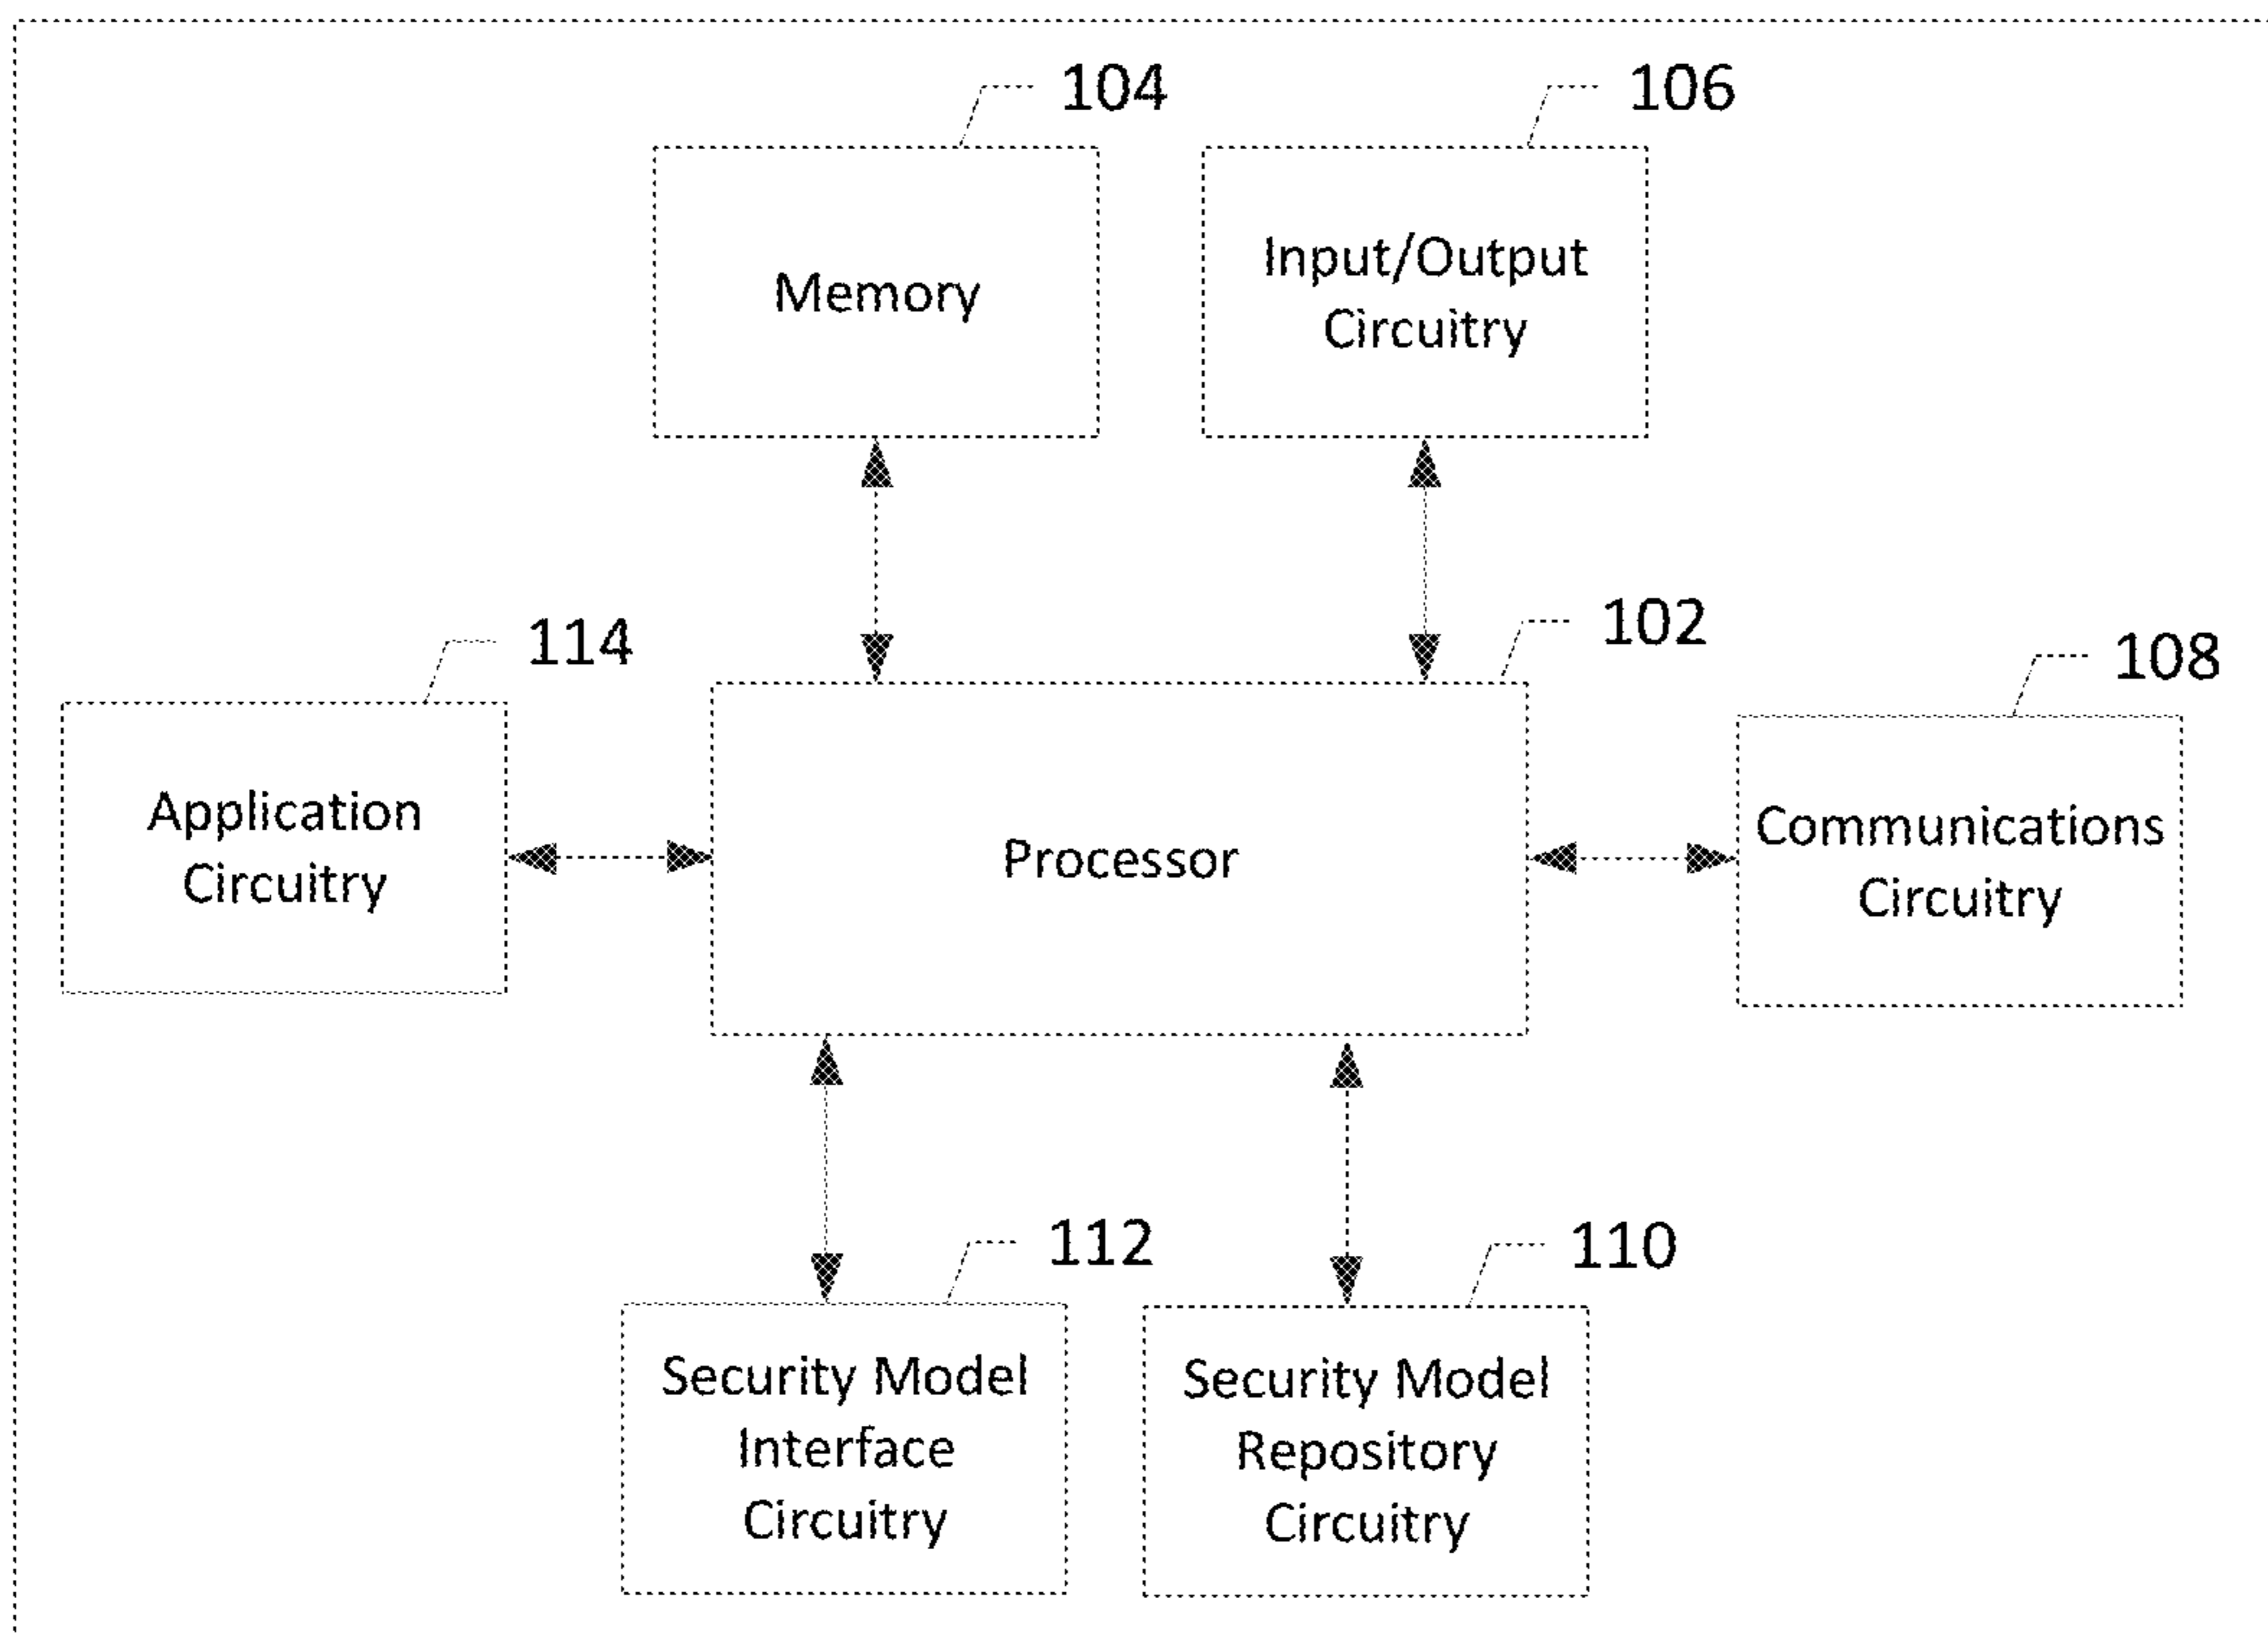 104
106
Memory
Input/Output
Circuitry
114
102
108
Application
Circuitry
Processor
Communications
Circuitry
112
110
Security Model
Interface
Circuitry
Security Model
Repository
Circuitry